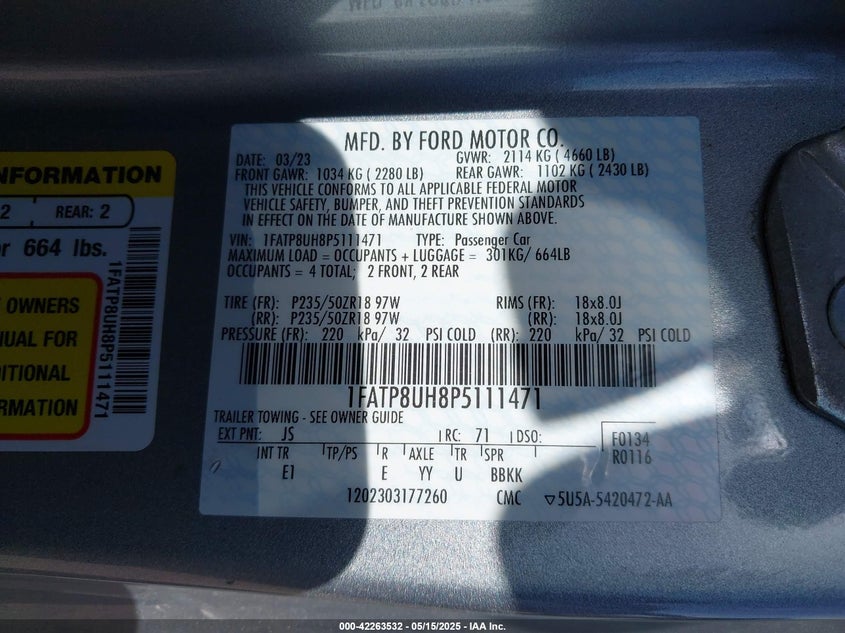 MFD. BY FORD MOTOR CO.
DATE: 03/23 GVWR: 2114 KG ( 4660 LB)
FRONT GAWR: 1034 KG ( 2280 LB) REAR GAWR: 1102 KG ( 2430 LB)
THIS VEHICLE CONFORMS TO ALL APPLICABLE FEDERAL MOTOR
VEHICLE SAFETY, BUMPER, AND THEFT PREVENTION STANDARDS
IN EFFECT ON THE DATE OF MANUFACTURE SHOWN ABOVE.
VIN: 1FATP8UH8P5111471 TYPE: Passenger Car
MAXIMUM LOAD = OCCUPANTS + LUGGAGE = 301KG/ 664LB
OCCUPANTS = 4 TOTAL; 2 FRONT, 2 REAR
TIRE (FR): P235/50ZR18 97W RIMS (FR): 18x8.0J
(RR): P235/50ZR18 97W (RR): 18x8.0J
PRESSURE (FR): 220 kPa/ 32 PSI COLD (RR): 220 kPa/ 32 PSI COLD
1FATP8UH8P5111471
TRAILER TOWING - SEE OWNER GUIDE
EXT PNT: JS RC: 71 DSO: F0134
INT TR TP/PS R AXLE TR SPR R0116
E1 E YY U BBKK
1202303177260 CMC ▽5U5A-5420472-AA
INFORMATION
2 REAR: 2
or 664 lbs.
OWNERS
NUAL FOR
DITIONAL
RMATION
1FATP8UH8P5111471
000-42263532 - 05/15/2025 - IAA Inc.